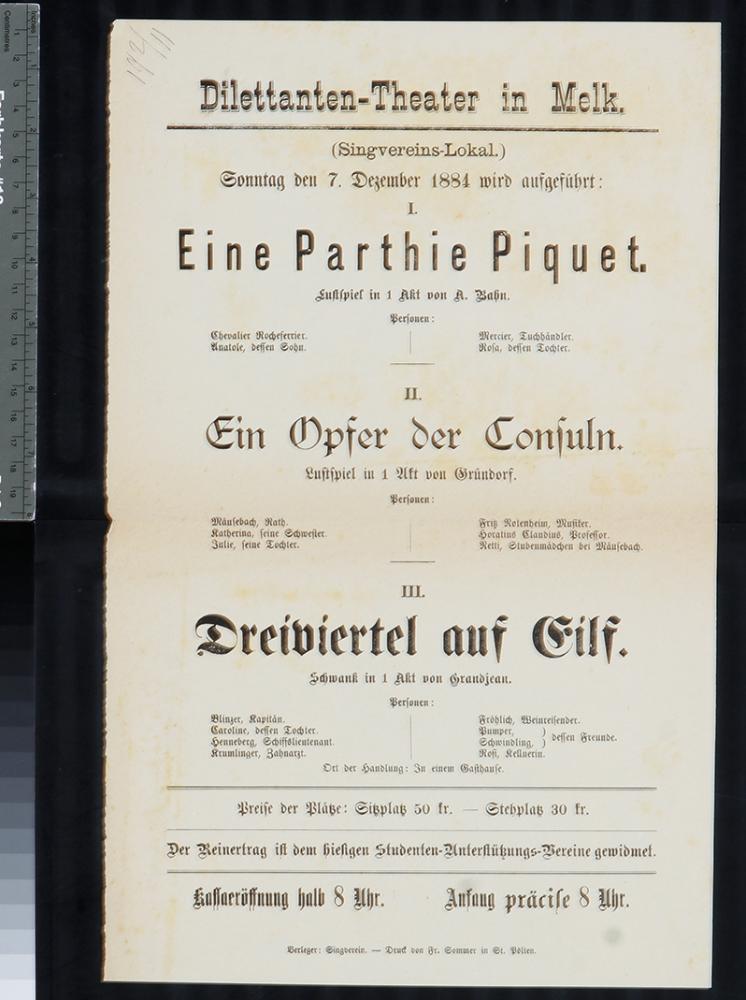 Dilettanten-Theater in Melk.
(Singvereins-Lokal.)
Sonntag den 7. Dezember 1884 wird aufgeführt:
I.
Eine Parthie Piquet.
Lustspiel in 1 Akt von A. Bahn.
Personen:
Chevalier Rocheferrier.
Anatole, dessen Sohn.
Mercier, Tuchhändler.
Rosa, dessen Tochter.
II.
Ein Opfer der Consuln.
Lustspiel in 1 Akt von Gründorf.
Personen:
Mäusebach, Rath.
Katherina, seine Schwester.
Julie, seine Tochter.
Fritz Rotenheim, Musiker.
Horatius Claudius, Professor.
Netti, Stubenmädchen bei Mäusebach.
III.
Dreiviertel auf Eilf.
Schwank in 1 Akt von Grandjean.
Personen:
Blinzer, Kapitän.
Caroline, dessen Tochter.
Henneberg, Schiffslieutenant.
Krumlinger, Zahnarzt.
Fröhlich, Weinreisender.
Pumper, )
Schwindling, ) dessen Freunde.
Rosi, Kellnerin.
Ort der Handlung: In einem Gasthause.
Preise der Plätze: Sitzplatz 50 kr. — Stehplatz 30 kr.
Der Reinertrag ist dem hiesigen Studenten-Unterstützungs-Vereine gewidmet.
Kassaeröffnung halb 8 Uhr. Anfang präcise 8 Uhr.
Verleger: Singverein. — Druck von Fr. Sommer in St. Pölten.
Centimetres
Inches